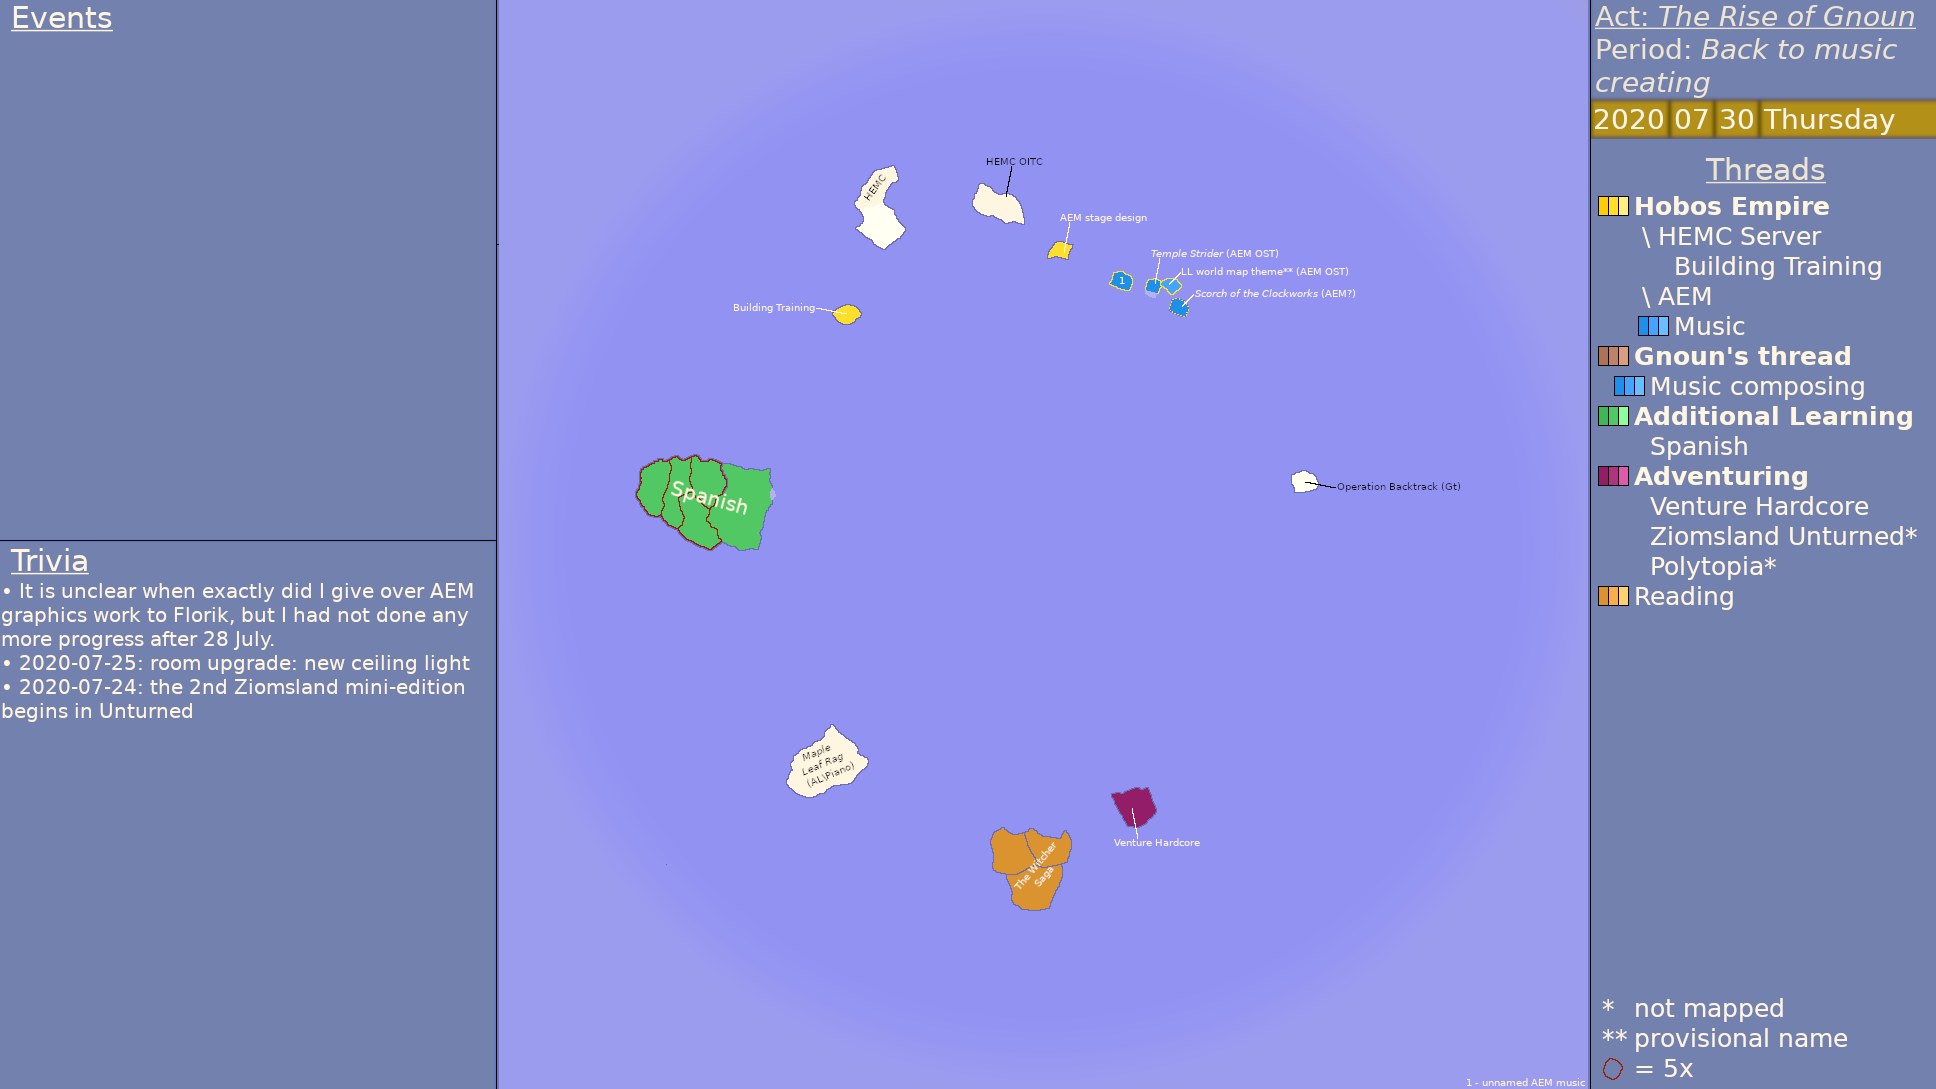 Events
Trivia
• It is unclear when exactly did I give over AEM
graphics work to Florik, but I had not done any
more progress after 28 July.
• 2020-07-25: room upgrade: new ceiling light
• 2020-07-24: the 2nd Ziomsland mini-edition
begins in Unturned
HEMC
HEMC OITC
AEM stage design
Temple Strider (AEM OST)
LL world map theme** (AEM OST)
1
Scorch of the Clockworks (AEM?)
Building Training
Spanish
Operation Backtrack (Gt)
Maple
Leaf Rag
(AL\Piano)
Venture Hardcore
The Witcher
Saga
1 - unnamed AEM music
Act: The Rise of Gnoun
Period: Back to music
creating
2020 07 30 Thursday
Threads
Hobos Empire
\ HEMC Server
Building Training
\ AEM
Music
Gnoun's thread
Music composing
Additional Learning
Spanish
Adventuring
Venture Hardcore
Ziomsland Unturned*
Polytopia*
Reading
* not mapped
** provisional name
= 5x